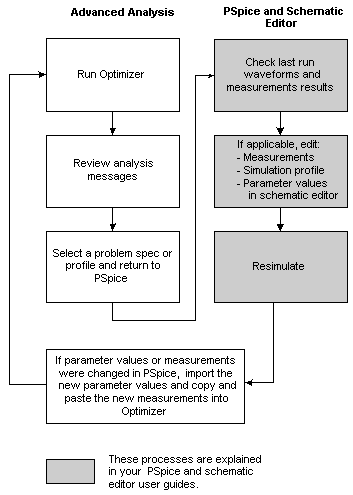 Advanced Analysis
PSpice and Schematic
Editor
Run Optimizer
Review analysis
messages
Select a problem spec or
profile and return to
PSpice
Check last run
waveforms and
measurements results
If applicable, edit:
- Measurements
- Simulation profile
- Parameter values
in schematic editor
Resimulate
If parameter values or measurements
were changed in PSpice, import the
new parameter values and copy and
paste the new measurements into
Optimizer
These processes are explained
in your PSpice and schematic
editor user guides.